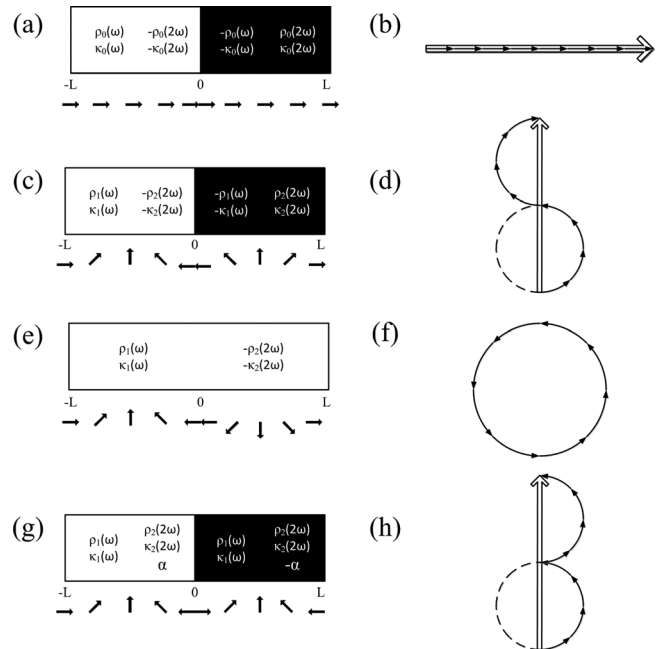 (a)
ρ₀(ω) -ρ₀(2ω) -ρ₀(ω) ρ₀(2ω)
κ₀(ω) -κ₀(2ω) -κ₀(ω) κ₀(2ω)
-L 0 L
(b)
(c)
ρ₁(ω) -ρ₂(2ω) -ρ₁(ω) ρ₂(2ω)
κ₁(ω) -κ₂(2ω) -κ₁(ω) κ₂(2ω)
-L 0 L
(d)
(e)
ρ₁(ω) -ρ₂(2ω)
κ₁(ω) -κ₂(2ω)
-L 0 L
(f)
(g)
ρ₁(ω) ρ₂(2ω) ρ₁(ω) ρ₂(2ω)
κ₁(ω) κ₂(2ω) κ₁(ω) κ₂(2ω)
α -α
-L 0 L
(h)